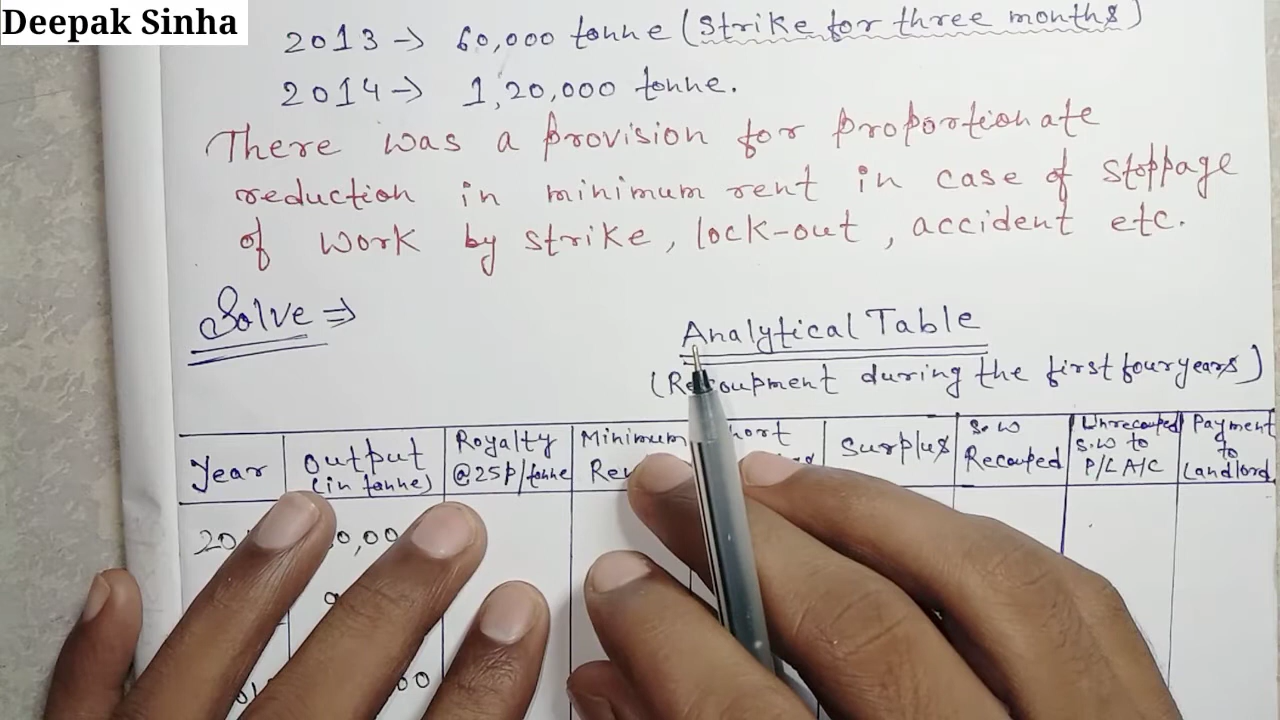 Deepak Sinha
2013 → 60,000 tonne (Strike for three months)
2014 → 1,20,000 tonne.
There was a provision for proportionate
reduction in minimum rent in case of stoppage
of work by strike, lock-out, accident etc.
Solve ⇒
Analytical Table
(Recoupment during the first four years)
Year
Output
(in tonne)
Royalty
@25P/tonne
Minimum
Surplus
S.W
Recouped
Unrecouped
S.W to
P/L A/C
Payment
to
Landlord